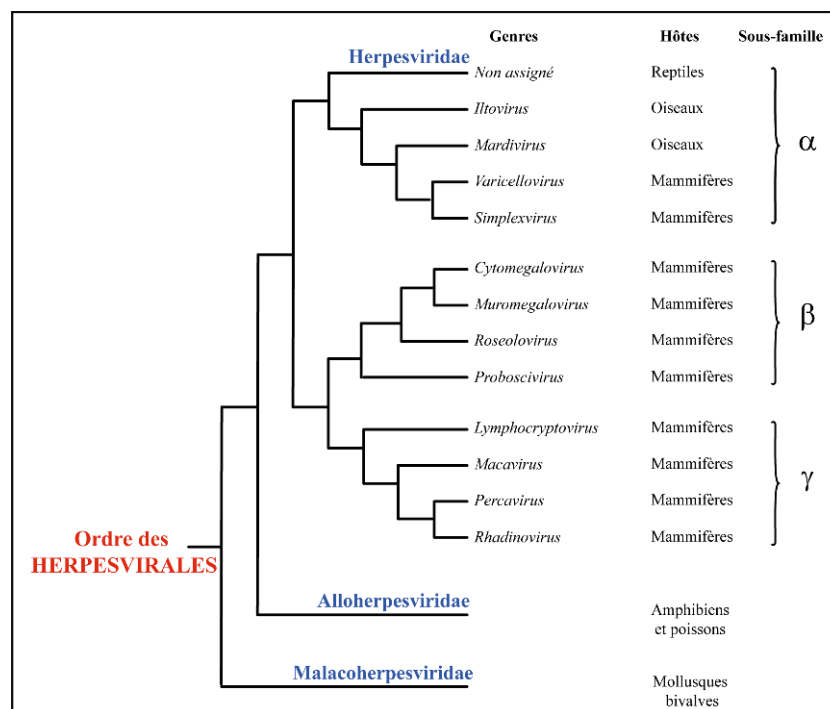 Genres Hôtes Sous-famille
Herpesviridae
Non assigné Reptiles
Iltovirus Oiseaux
Mardivirus Oiseaux
α
Varicellovirus Mammifères
Simplexvirus Mammifères
Cytomegalovirus Mammifères
Muromegalovirus Mammifères
β
Roseolovirus Mammifères
Proboscivirus Mammifères
Lymphocryptovirus Mammifères
Macavirus Mammifères
γ
Percavirus Mammifères
Rhadinovirus Mammifères
Ordre des
HERPESVIRALES
Alloherpesviridae
Amphibiens
et poissons
Malacoherpesviridae
Mollusques
bivalves